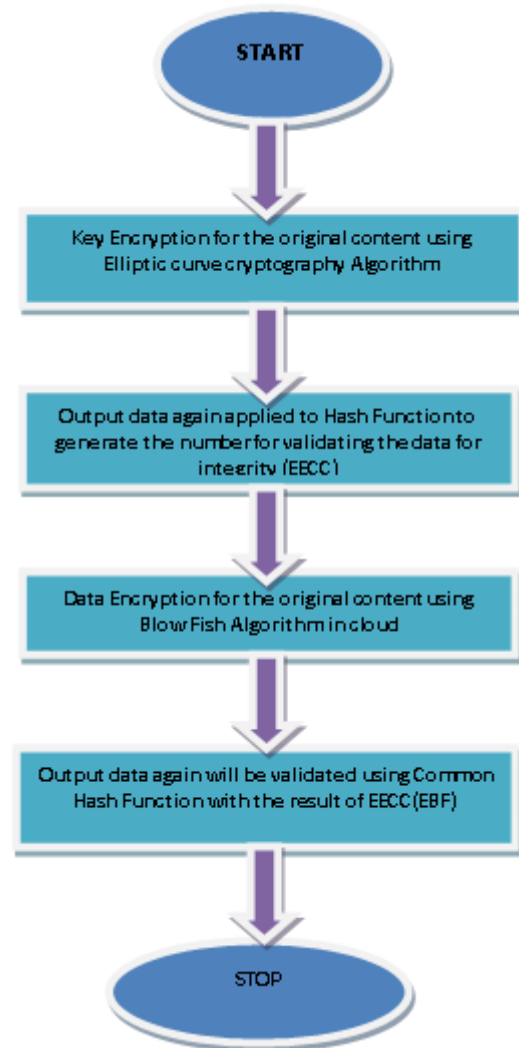 START
Key Encryption for the original content using
Elliptic curve cryptography Algorithm
Output data again applied to Hash Function to
generate the number for validating the data for
integrity (EECC)
Data Encryption for the original content using
Blow Fish Algorithm in cloud
Output data again will be validated using Common
Hash Function with the result of EECC(EBF)
STOP